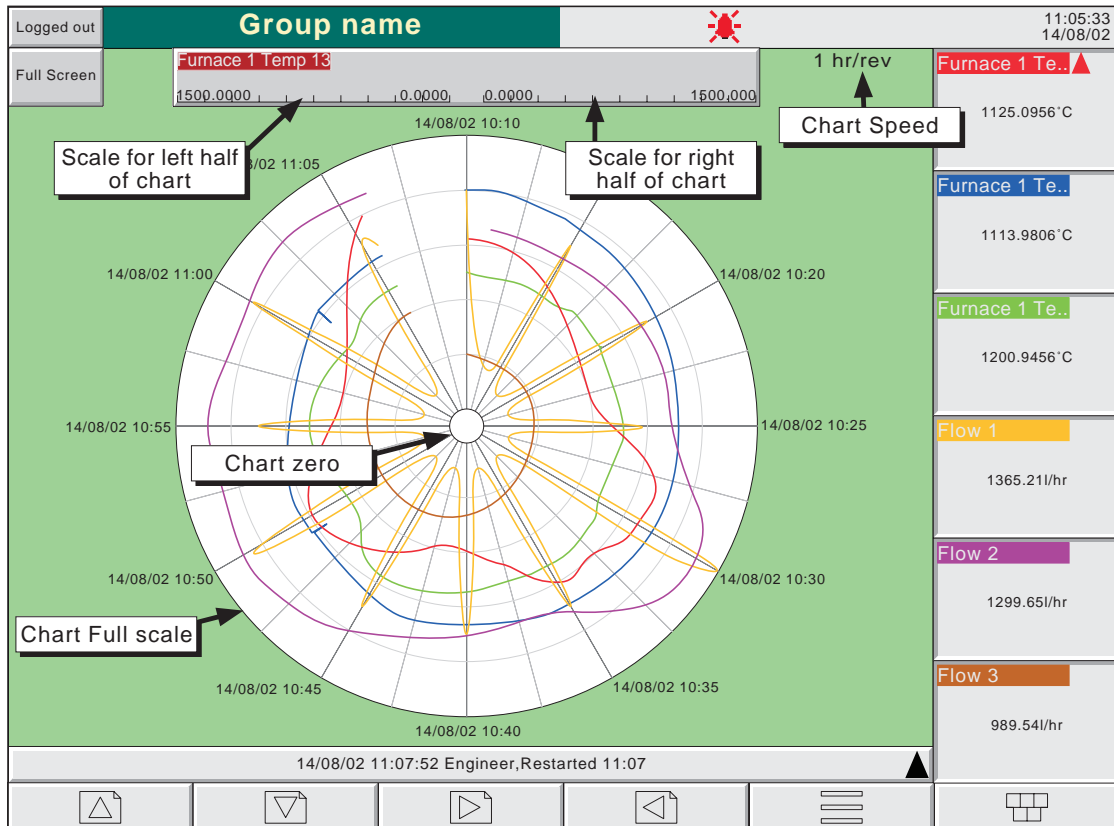 Logged out
Group name
11:05:33
14/08/02
Full Screen
Furnace 1 Temp 13
1500.0000 0.0000 0.0000 1500,000
1 hr/rev
Chart Speed
Scale for left half
of chart
Scale for right
half of chart
14/08/02 10:10
/02 11:05
14/08/02 11:00
14/08/02 10:20
14/08/02 10:55
14/08/02 10:25
Chart zero
14/08/02 10:50
14/08/02 10:30
Chart Full scale
14/08/02 10:45
14/08/02 10:35
14/08/02 10:40
Furnace 1 Te..
1125.0956°C
Furnace 1 Te..
1113.9806°C
Furnace 1 Te..
1200.9456°C
Flow 1
1365.21l/hr
Flow 2
1299.65l/hr
Flow 3
989.54l/hr
14/08/02 11:07:52 Engineer,Restarted 11:07